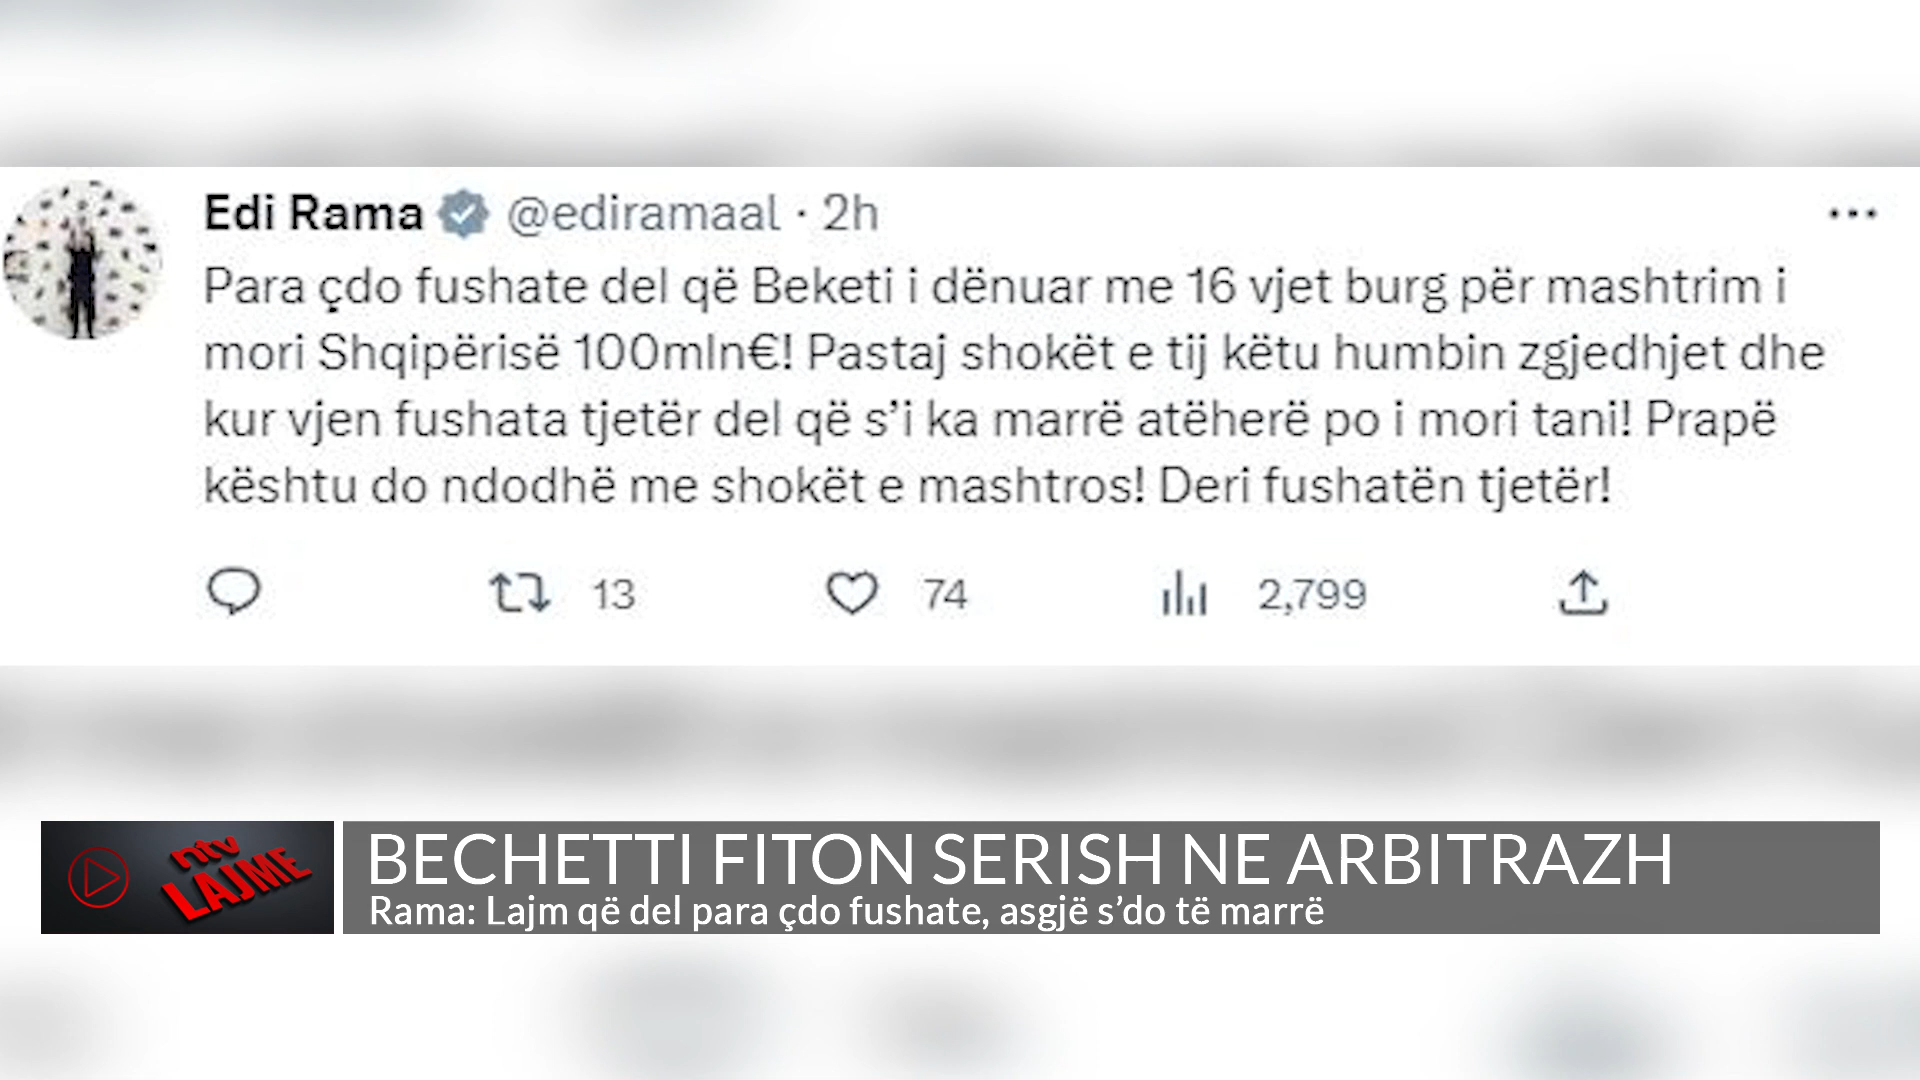 Edi Rama @ediramaal · 2h
Para çdo fushate del që Beketi i dënuar me 16 vjet burg për mashtrim i
mori Shqipërisë 100mln€! Pastaj shokët e tij këtu humbin zgjedhjet dhe
kur vjen fushata tjetër del që s’i ka marrë atëherë po i mori tani! Prapë
kështu do ndodhë me shokët e mashtros! Deri fushatën tjetër!
13 74 2,799
ntv
LAJME
BECHETTI FITON SERISH NE ARBITRAZH
Rama: Lajm që del para çdo fushate, asgjë s’do të marrë